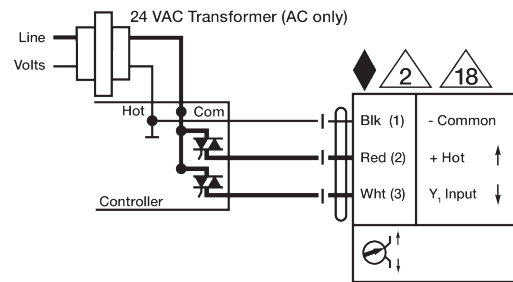 24 VAC Transformer (AC only)
Line
Volts
2
18
Hot
Com
Blk (1)
- Common
Red (2)
+ Hot
Wht (3)
Y₁ Input
Controller